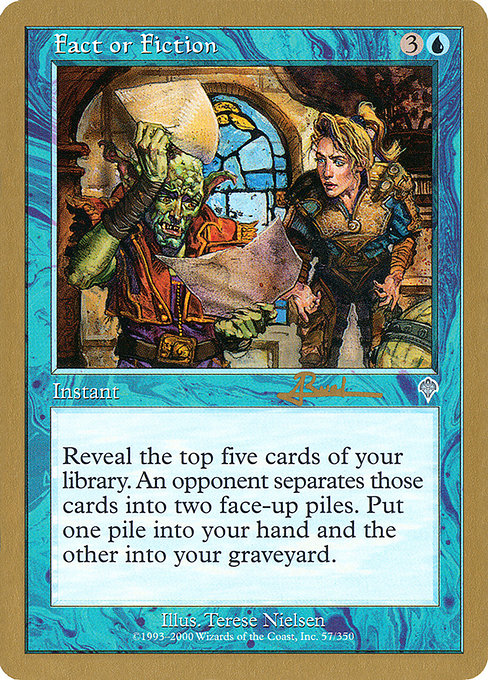 Fact or Fiction 3
Instant
Reveal the top five cards of your
library. An opponent separates those
cards into two face-up piles. Put
one pile into your hand and the
other into your graveyard.
Illus. Terese Nielsen
©1993-2000 Wizards of the Coast, Inc. 57/350